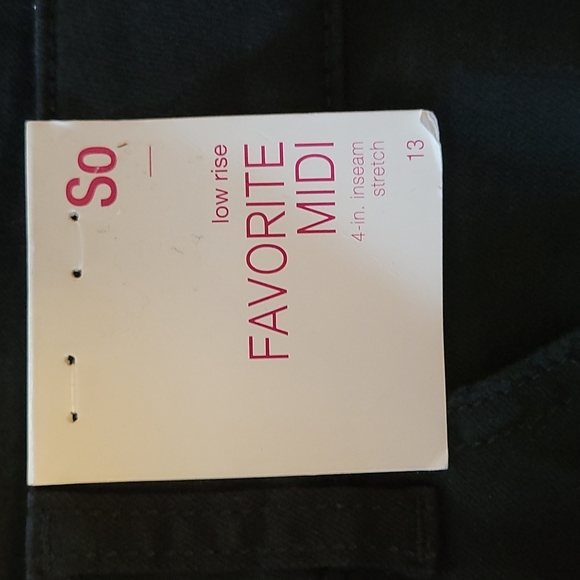 So
low rise
FAVORITE
MIDI
4-in. inseam
stretch
13